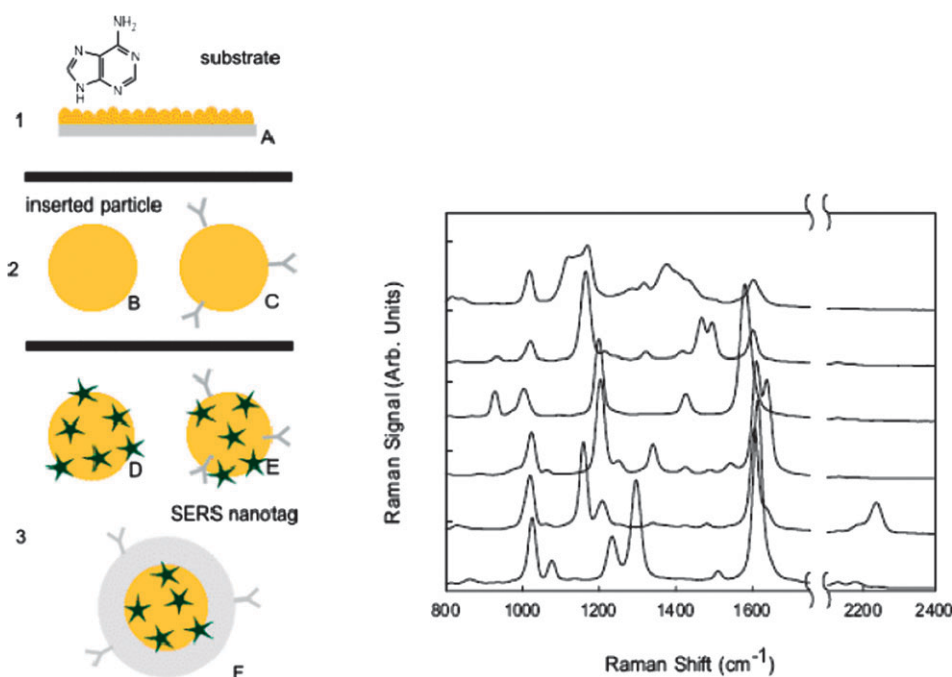 NH₂
N
N
N
N
H
substrate
1
A
inserted particle
2
B
C
D
E
SERS nanotag
3
F
Raman Signal (Arb. Units)
800 1000 1200 1400 1600 2200 2400
Raman Shift (cm⁻¹)